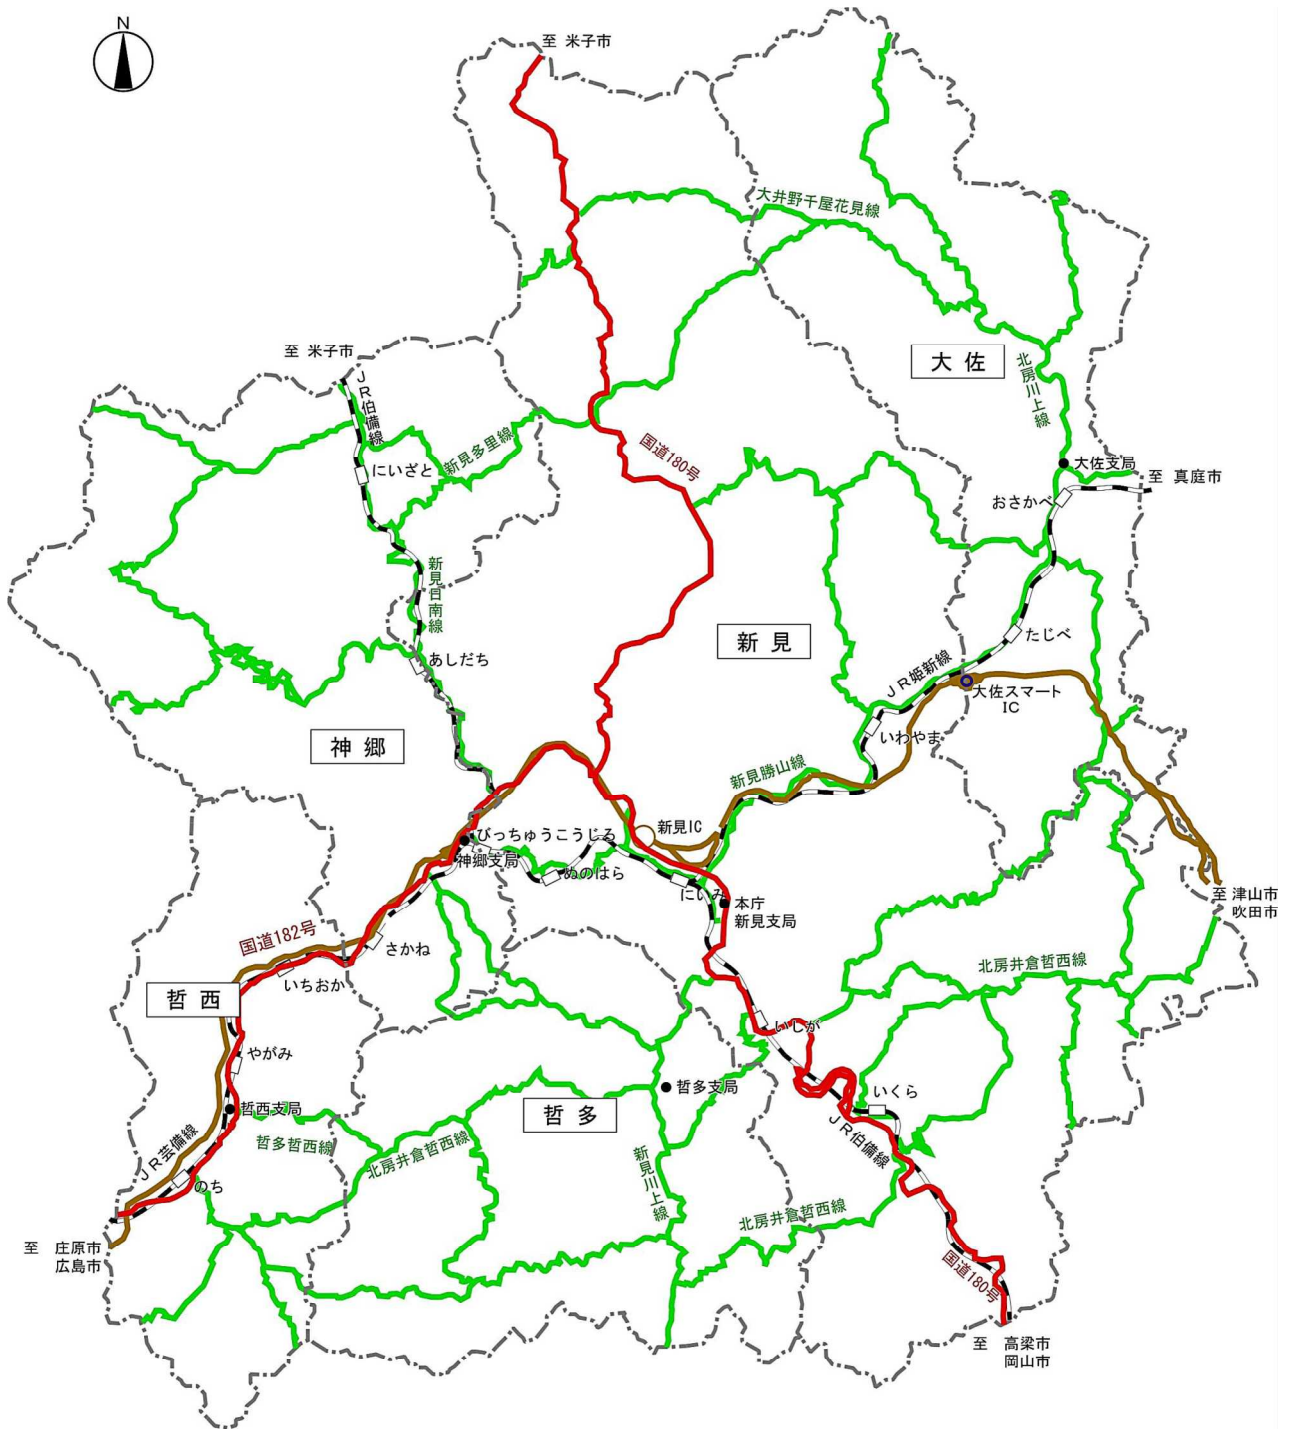 N
至 米子市
大井野千屋花見線
至 米子市
大佐
北房川上線
JR伯備線
新見多里線
国道180号
にいざと
大佐支局
至 真庭市
おさかべ
新見日南線
新見
たじべ
あしだち
JR姫新線
大佐スマート
IC
神郷
いわやま
新見勝山線
新見IC
びっちゅうこうじろ
神郷支局
ぬのはら
にいみ
本庁
新見支局
至 津山市
吹田市
国道182号
さかね
北房井倉哲西線
いちおか
哲西
いしが
やがみ
哲多支局
いくら
哲西支局
哲多
JR芸備線
哲多哲西線
北房井倉哲西線
JR伯備線
新見川上線
のち
北房井倉哲西線
至 庄原市
広島市
国道180号
至 高梁市
岡山市